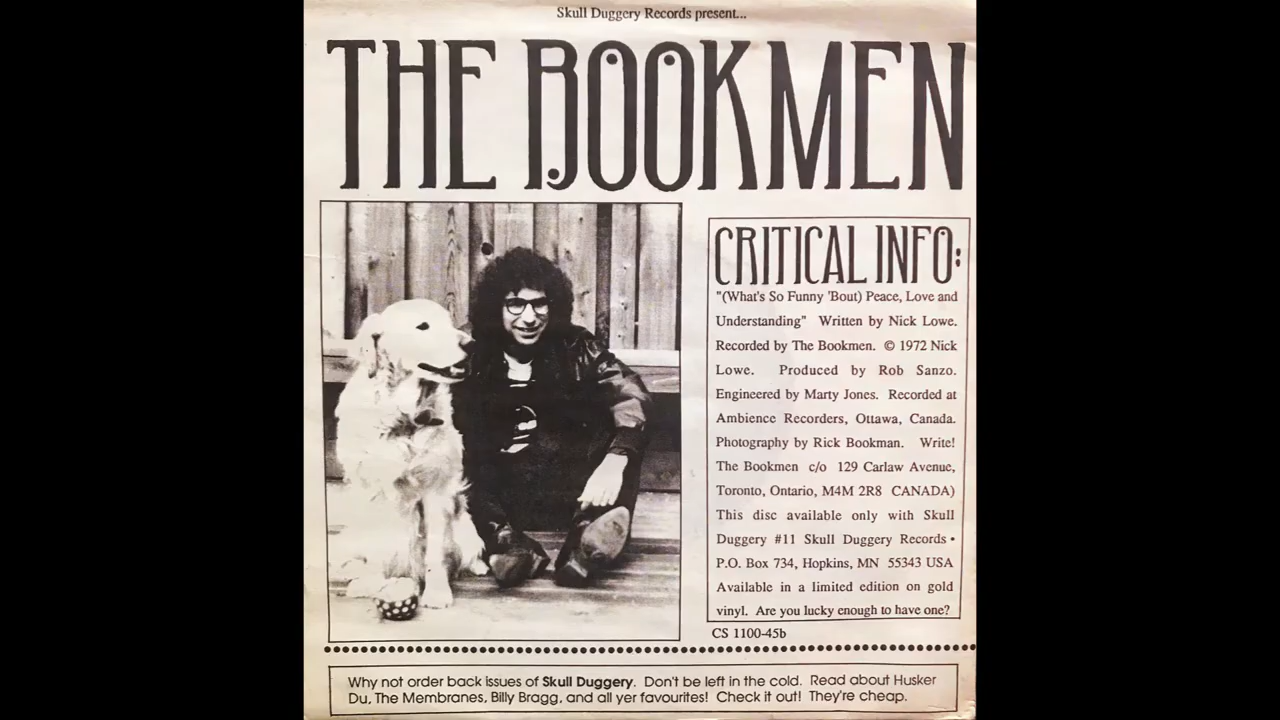 Skull Duggery Records present...
THE BOOKMEN
CRITICAL INFO:
"(What's So Funny 'Bout) Peace, Love and
Understanding" Written by Nick Lowe.
Recorded by The Bookmen. © 1972 Nick
Lowe. Produced by Rob Sanzo.
Engineered by Marty Jones. Recorded at
Ambience Recorders, Ottawa, Canada.
Photography by Rick Bookman. Write!
The Bookmen c/o 129 Carlaw Avenue,
Toronto, Ontario, M4M 2R8 CANADA)
This disc available only with Skull
Duggery #11 Skull Duggery Records •
P.O. Box 734, Hopkins, MN 55343 USA
Available in a limited edition on gold
vinyl. Are you lucky enough to have one?
CS 1100-45b
Why not order back issues of Skull Duggery. Don't be left in the cold. Read about Husker
Du, The Membranes, Billy Bragg, and all yer favourites! Check it out! They're cheap.